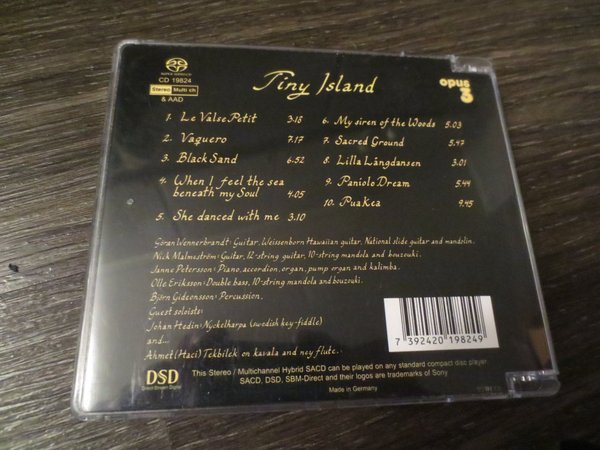 SUPER AUDIO CD
CD 19824
Stereo Multi ch
& AAD
Tiny Island
opus 3
1. Le Valse Petit 3.18
2. Vaquero 7.17
3. Black Sand 6.52
4. When I feel the sea
beneath my Soul 4.05
5. She danced with me 3.10
6. My siren of the Woods 5.03
7. Sacred Ground 5.47
8. Lilla Långdansen 3.01
9. Paniolo Dream 5.44
10. Puakea 9.45
Göran Wennerbrandt: Guitar, Weissenborn Hawaiian guitar, National slide guitar and mandolin.
Nick Malmeström: Guitar, 12-string guitar, 10-string mandola and bouzouki.
Janne Petersson: Piano, accordion, organ, pump organ and kalimba.
Olle Eriksson: Double bass, 10-string mandola and bouzouki.
Björn Gideonsson: Percussion.
Guest soloists:
Johan Hedin: Nyckelharpa (swedish key-fiddle)
and...
Ahmet (Haci) Tekbilek on kavala and ney flute.
7 392420 198249
DSD
Direct Stream Digital
This Stereo / Multichannel Hybrid SACD can be played on any standard compact disc player.
SACD, DSD, SBM-Direct and their logos are trademarks of Sony
Made in Germany